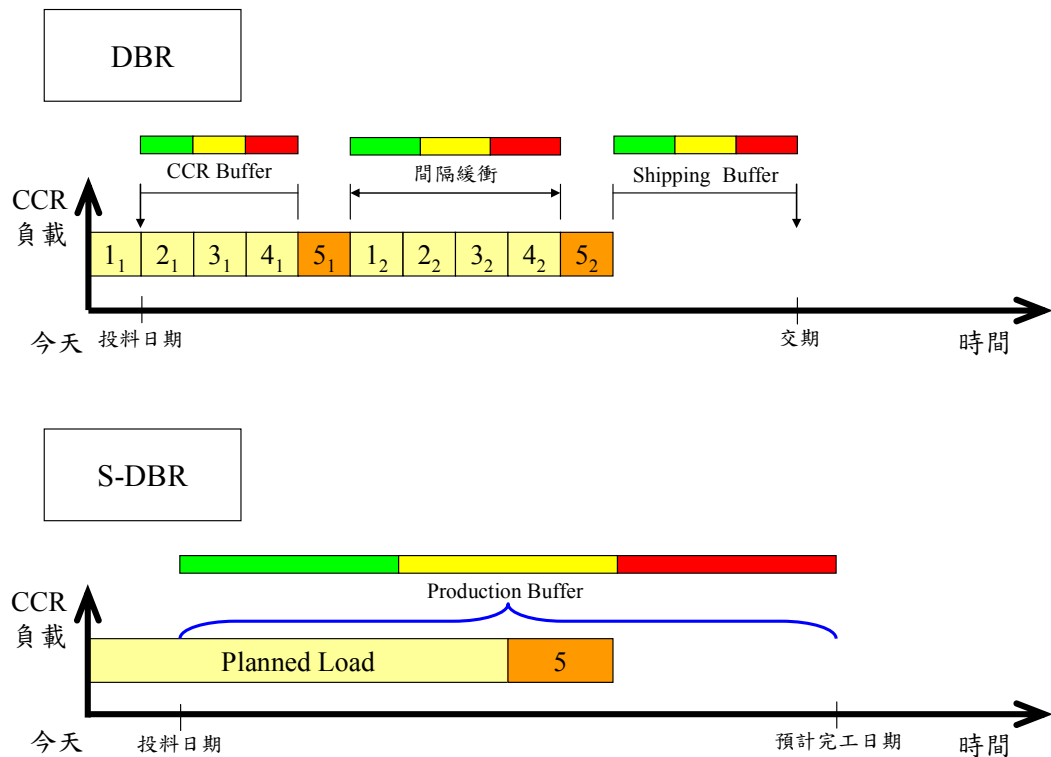 DBR
CCR Buffer
間隔緩衝
Shipping Buffer
CCR
負載
1₁ 2₁ 3₁ 4₁ 5₁ 1₂ 2₂ 3₂ 4₂ 5₂
今天 投料日期 交期 時間
S-DBR
Production Buffer
CCR
負載
Planned Load 5
今天 投料日期 預計完工日期 時間